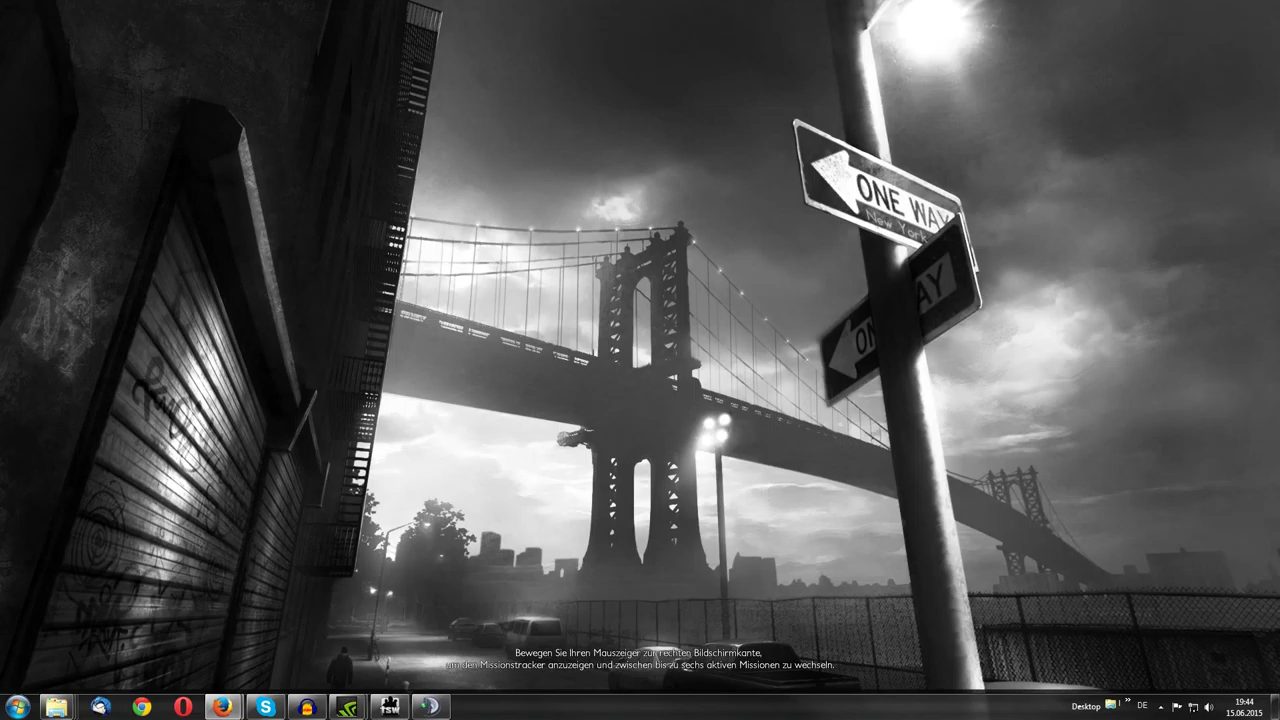 ONE WAY
New York
Bewegen Sie Ihren Mauszeiger zur rechten Bildschirmkante,
um den Missionstracker anzuzeigen und zwischen bis zu sechs aktiven Missionen zu wechseln.
TSW
Desktop
DE
19:44
15.06.2015